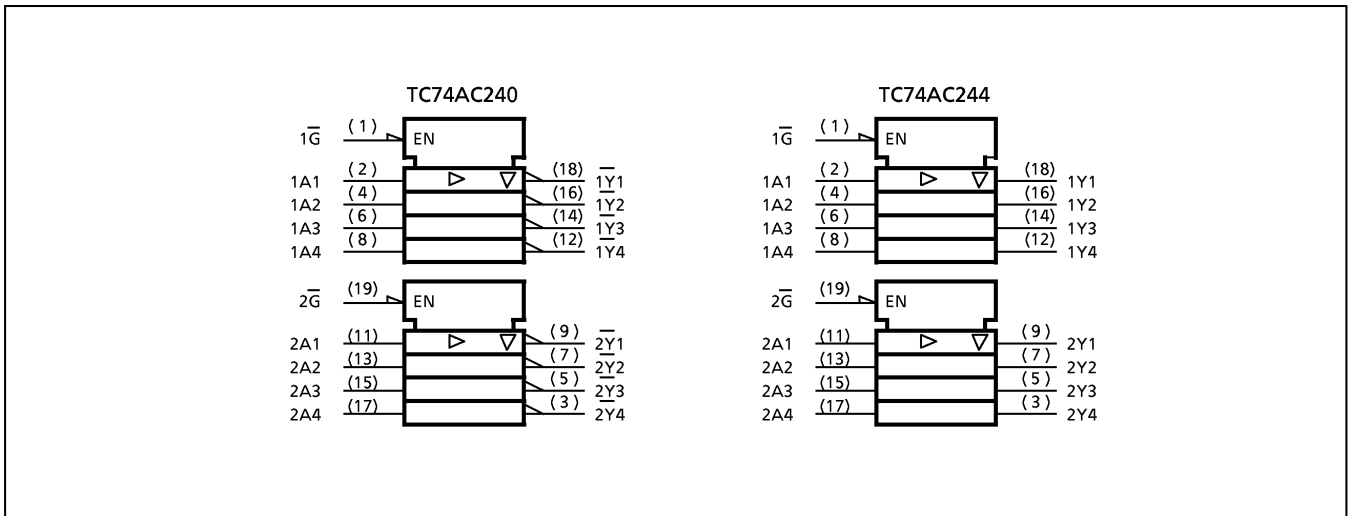 TC74AC240 TC74AC244
1G̅ (1) EN 1G̅ (1) EN
1A1 (2) (18) 1Y̅1 1A1 (2) (18) 1Y1
1A2 (4) (16) 1Y̅2 1A2 (4) (16) 1Y2
1A3 (6) (14) 1Y̅3 1A3 (6) (14) 1Y3
1A4 (8) (12) 1Y̅4 1A4 (8) (12) 1Y4
2G̅ (19) EN 2G̅ (19) EN
2A1 (11) (9) 2Y̅1 2A1 (11) (9) 2Y1
2A2 (13) (7) 2Y̅2 2A2 (13) (7) 2Y2
2A3 (15) (5) 2Y̅3 2A3 (15) (5) 2Y3
2A4 (17) (3) 2Y̅4 2A4 (17) (3) 2Y4